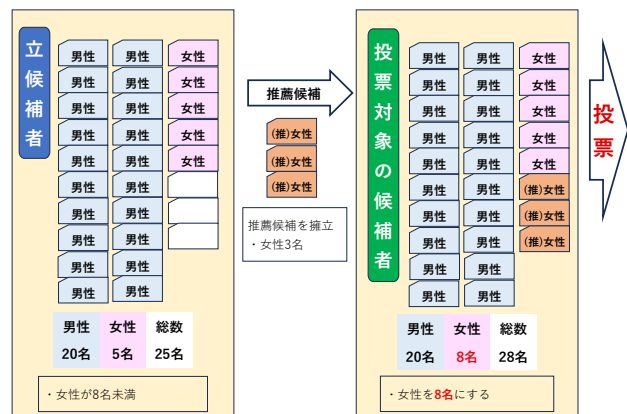 立候補者
男性 男性 女性
男性 男性 女性
男性 男性 女性
男性 男性 女性
男性 男性 女性
男性 男性
男性 男性
男性 男性
男性 男性
男性 男性
男性 女性 総数
20名 5名 25名
・女性が8名未満
推薦候補
(推)女性
(推)女性
(推)女性
推薦候補を擁立
・女性3名
投票対象の候補者
男性 男性 女性
男性 男性 女性
男性 男性 女性
男性 男性 女性
男性 男性 女性
男性 男性 (推)女性
男性 男性 (推)女性
男性 男性 (推)女性
男性 男性
男性 男性
男性 女性 総数
20名 8名 28名
・女性を8名にする
投票